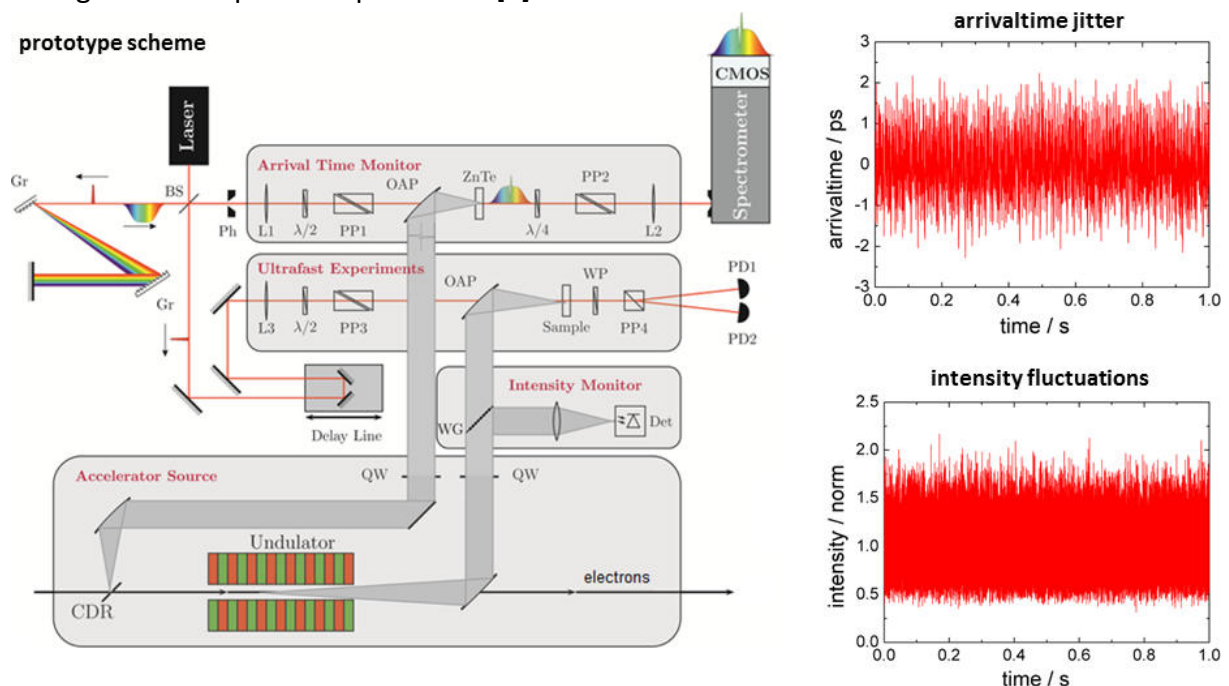 prototype scheme
Laser
Gr
BS
Gr
Arrival Time Monitor
OAP
ZnTe
PP2
Ph
L1
λ/2
PP1
λ/4
L2
CMOS
Spectrometer
Ultrafast Experiments
OAP
WP
PD1
L3
λ/2
PP3
Sample
PP4
PD2
Delay Line
Intensity Monitor
WG
Det
QW
QW
Accelerator Source
Undulator
CDR
electrons
arrivaltime jitter
arrivaltime / ps
3
2
1
0
-1
-2
-3
0.0 0.2 0.4 0.6 0.8 1.0
time / s
intensity fluctuations
intensity / norm
2.5
2.0
1.5
1.0
0.5
0.0
0.0 0.2 0.4 0.6 0.8 1.0
time / s